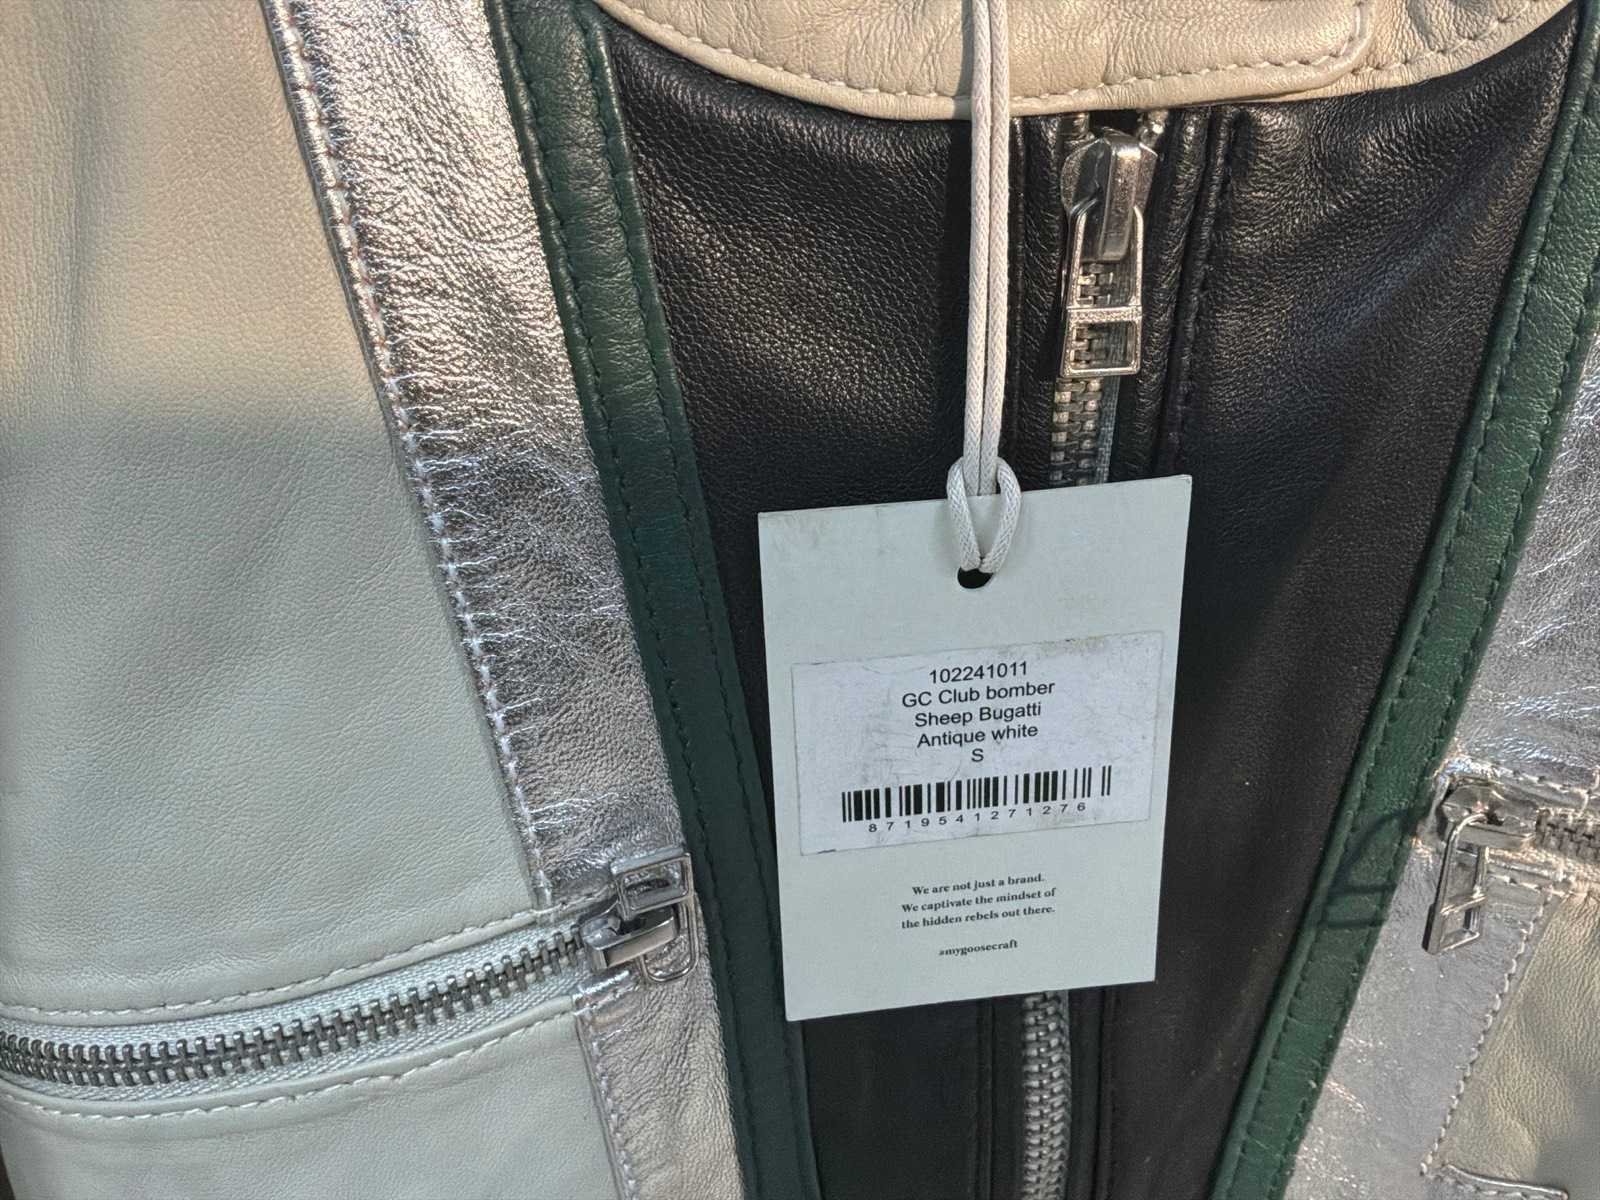 102241011
GC Club bomber
Sheep Bugatti
Antique white
S
8719541271276
We are not just a brand.
We captivate the mindset of
the hidden rebels out there.
#mygoosecraft